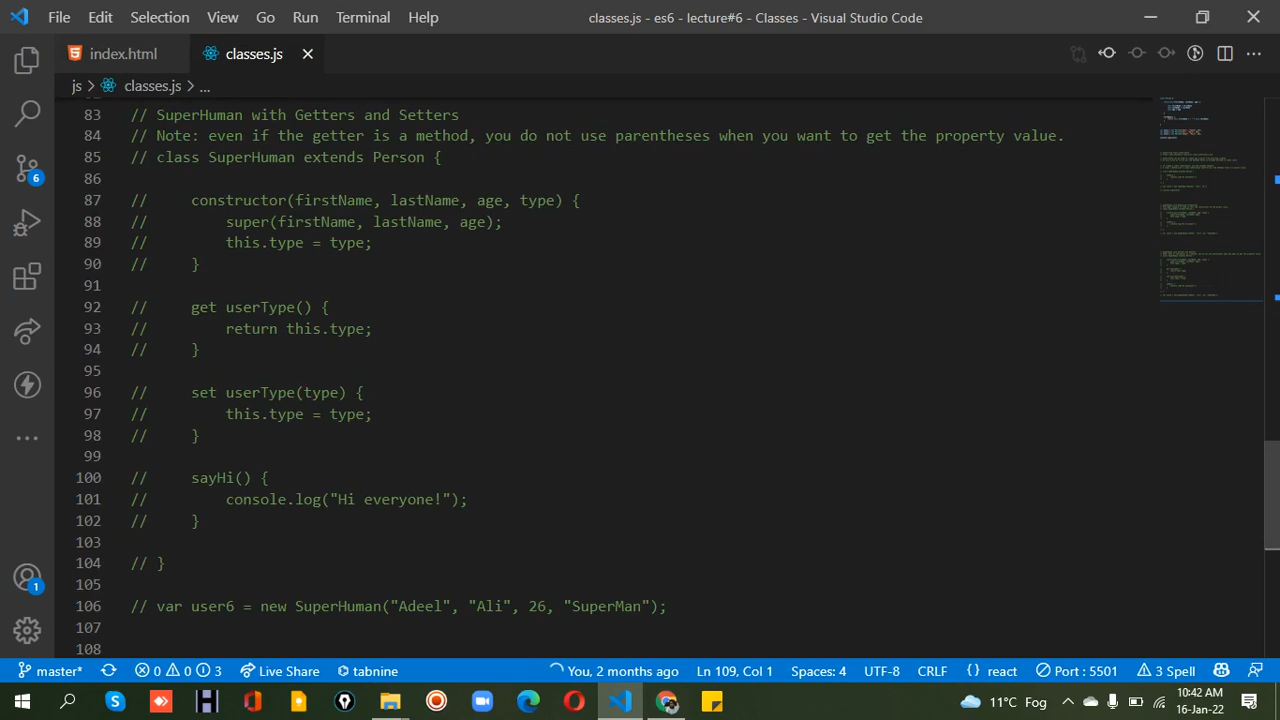 File Edit Selection View Go Run Terminal Help
classes.js - es6 - lecture#6 - Classes - Visual Studio Code
index.html
classes.js
js > classes.js > ...
83 // SuperHuman with Getters and Setters
84 // Note: even if the getter is a method, you do not use parentheses when you want to get the property value.
85 // class SuperHuman extends Person {
86
87 //     constructor(firstName, lastName, age, type) {
88 //         super(firstName, lastName, age);
89 //         this.type = type;
90 //     }
91
92 //     get userType() {
93 //         return this.type;
94 //     }
95
96 //     set userType(type) {
97 //         this.type = type;
98 //     }
99
100 //     sayHi() {
101 //         console.log("Hi everyone!");
102 //     }
103
104 // }
105
106 // var user6 = new SuperHuman("Adeel", "Ali", 26, "SuperMan");
107
108
6
1
master* 0 0 3 Live Share tabnine You, 2 months ago Ln 109, Col 1 Spaces: 4 UTF-8 CRLF { } react Port : 5501 3 Spell
11°C Fog
10:42 AM
16-Jan-22